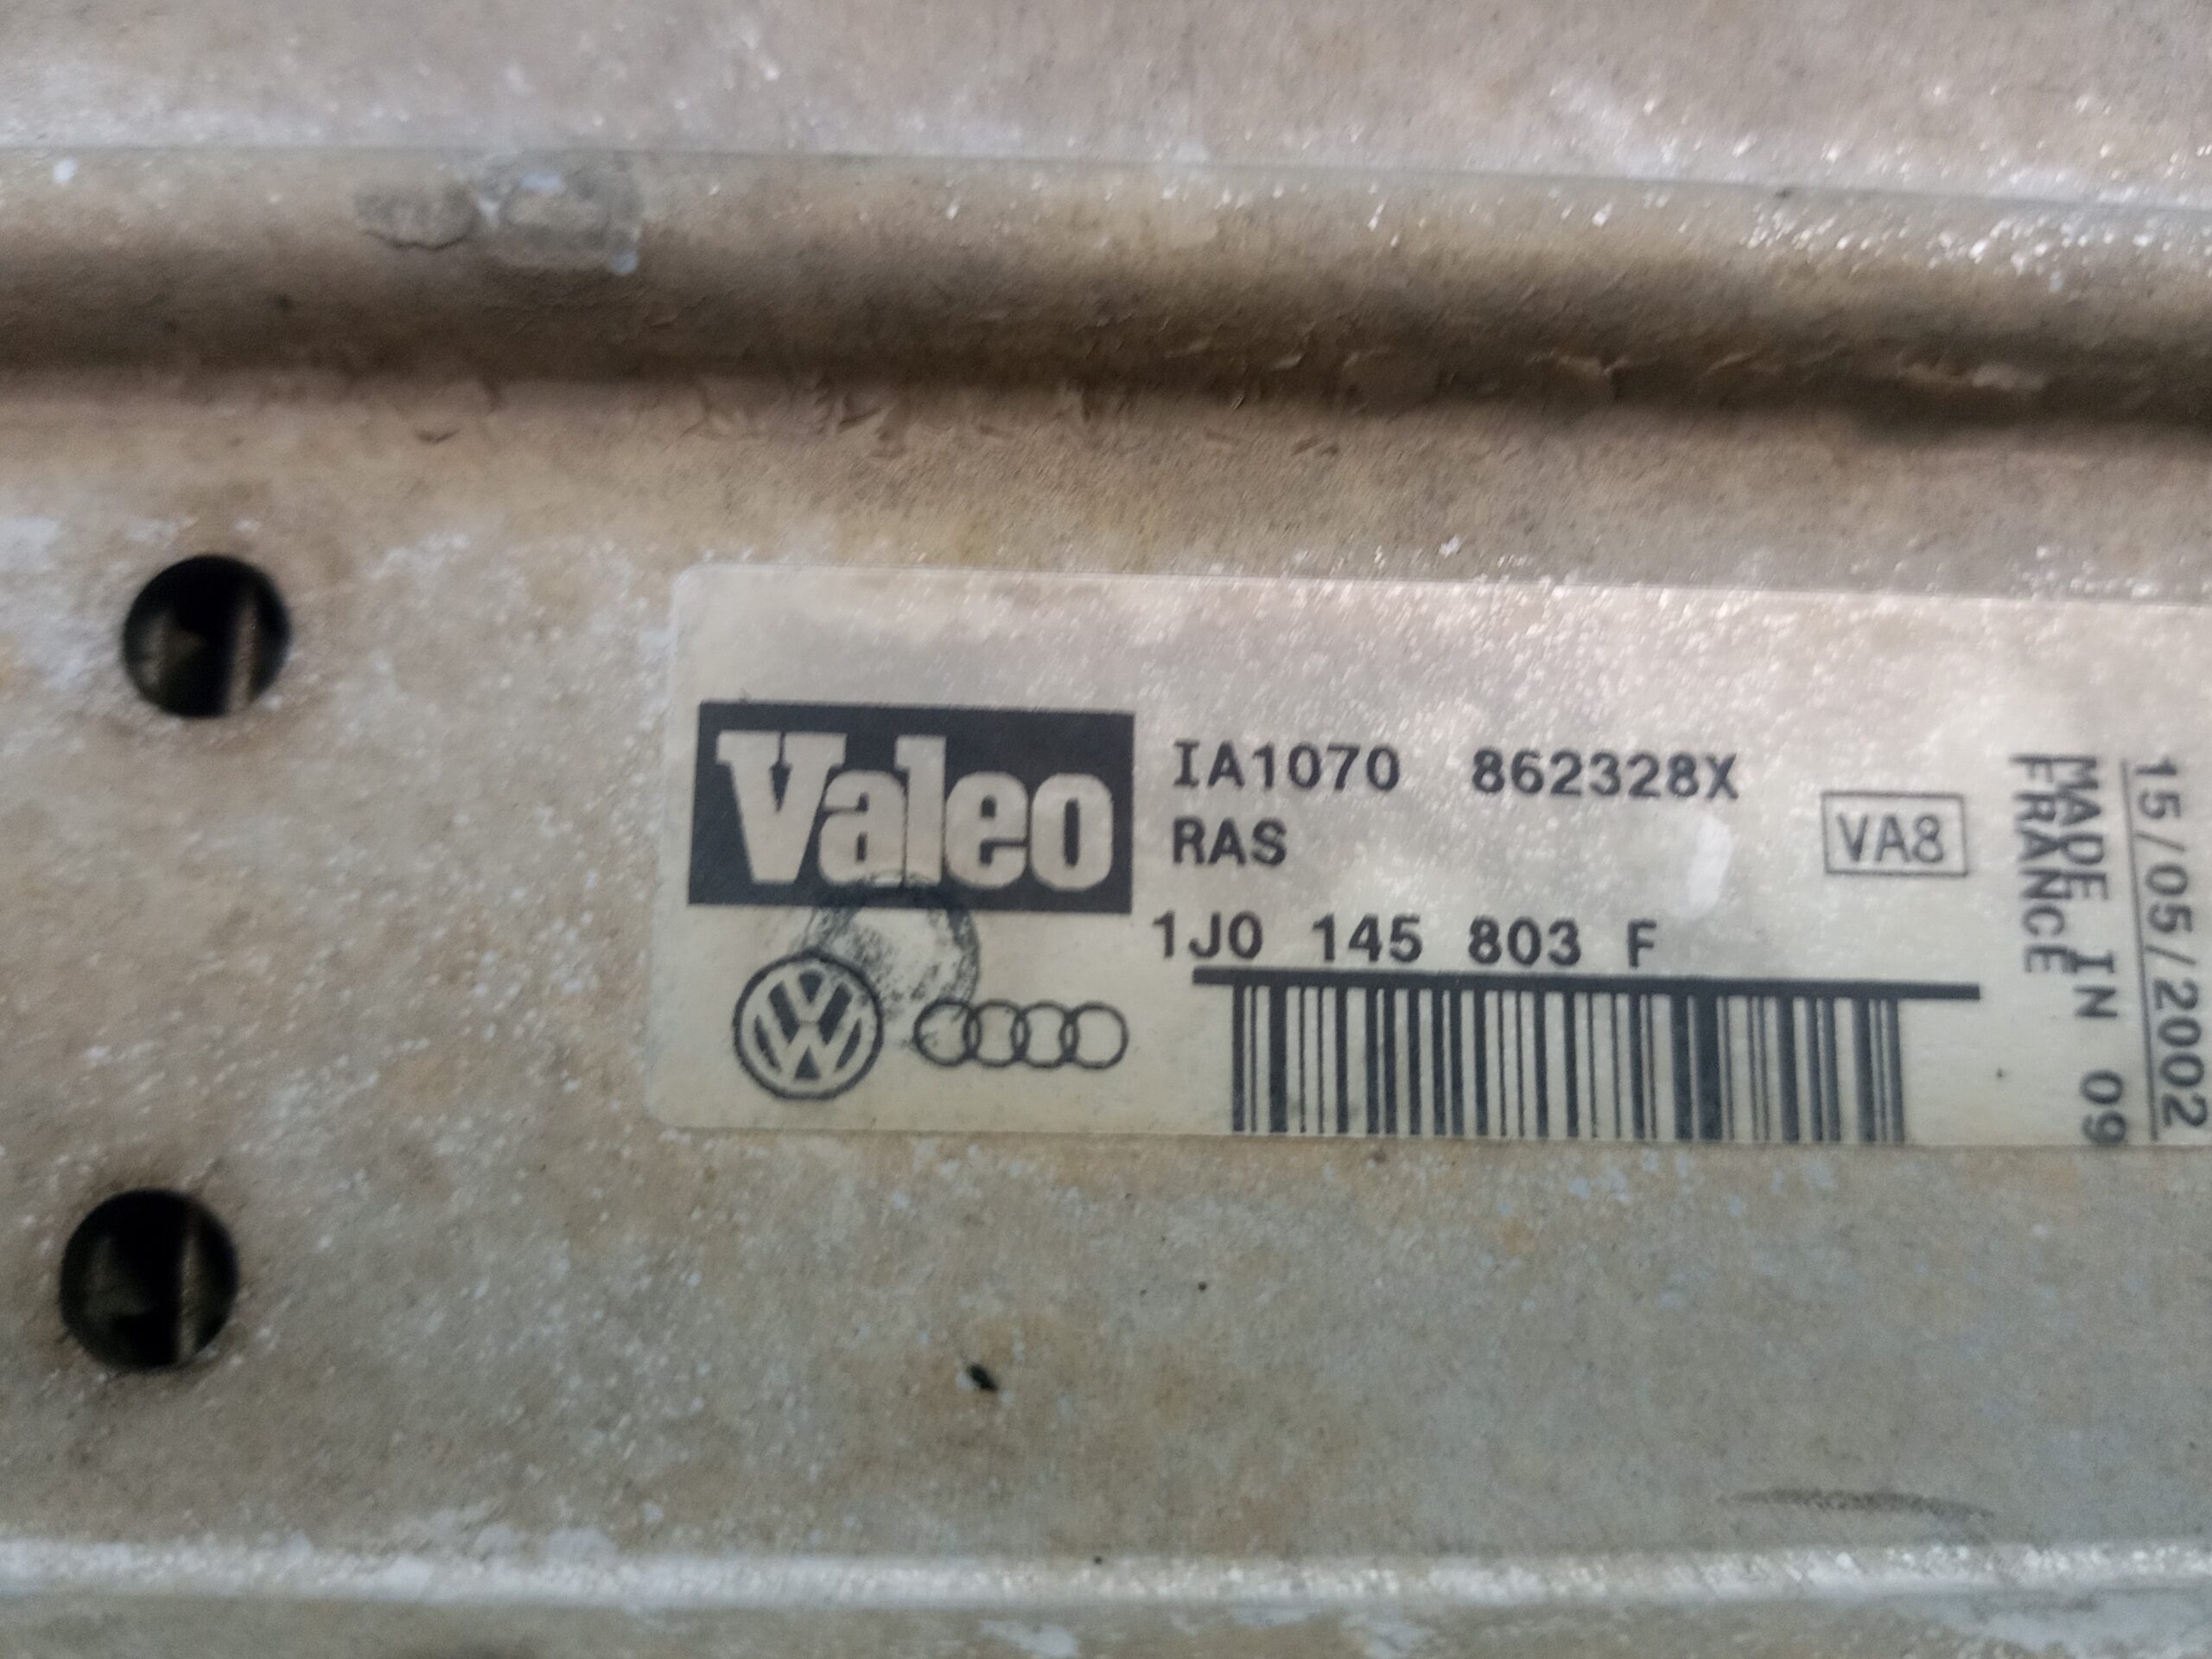 Valeo
IA1070 862328X
RAS
VA8
1J0 145 803 F
MADE IN 09
FRANCE
15/05/2002